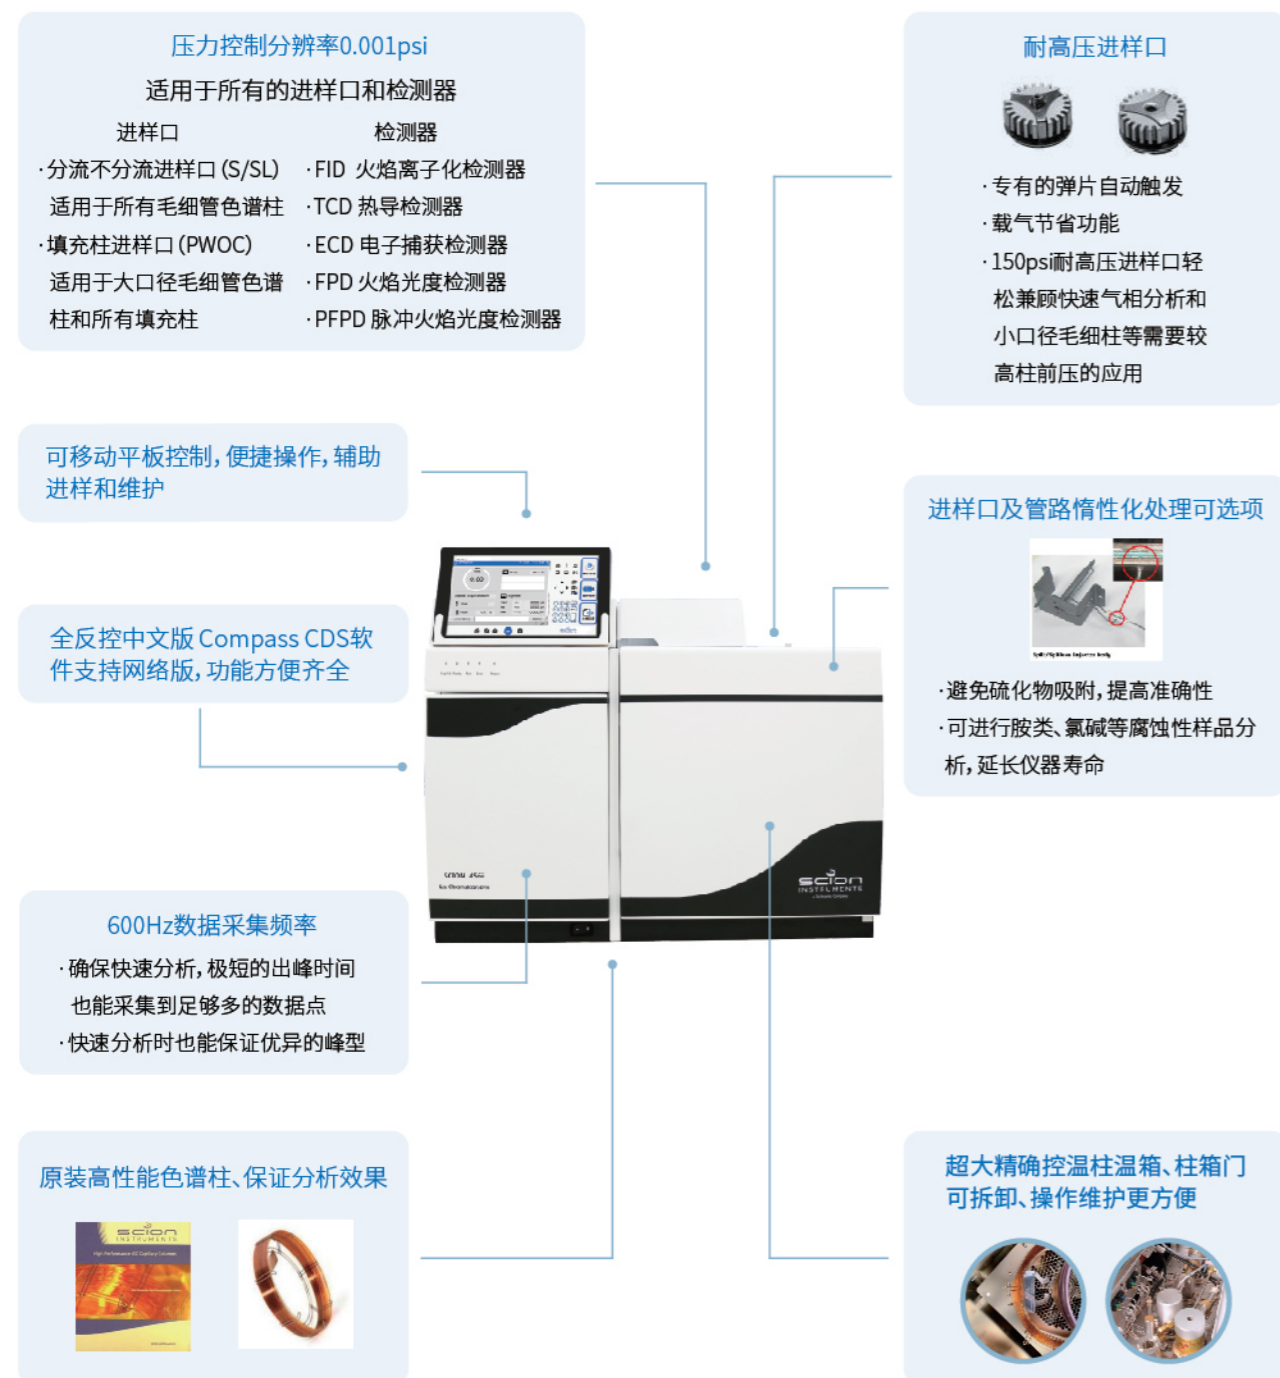 压力控制分辨率0.001psi
适用于所有的进样口和检测器
进样口
·分流不分流进样口(S/SL)
适用于所有毛细管色谱柱
·填充柱进样口(PWOC)
适用于大口径毛细管色谱
柱和所有填充柱
检测器
·FID 火焰离子化检测器
·TCD 热导检测器
·ECD 电子捕获检测器
·FPD 火焰光度检测器
·PFPD 脉冲火焰光度检测器
耐高压进样口
·专有的弹片自动触发
·载气节省功能
·150psi耐高压进样口轻
松兼顾快速气相分析和
小口径毛细柱等需要较
高柱前压的应用
可移动平板控制,便捷操作,辅助
进样和维护
进样口及管路惰性化处理可选项
Split/Splitless Injector body
·避免硫化物吸附,提高准确性
·可进行胺类、氯碱等腐蚀性样品分
析,延长仪器寿命
全反控中文版 Compass CDS软
件支持网络版,功能方便齐全
scion
SCION
Gas Chromatograph
scion
INSTRUMENTS
600Hz数据采集频率
·确保快速分析,极短的出峰时间
也能采集到足够多的数据点
·快速分析时也能保证优异的峰型
原装高性能色谱柱、保证分析效果
scion
INSTRUMENTS
High Performance GC Capillary Columns
超大精确控温柱温箱、柱箱门
可拆卸、操作维护更方便